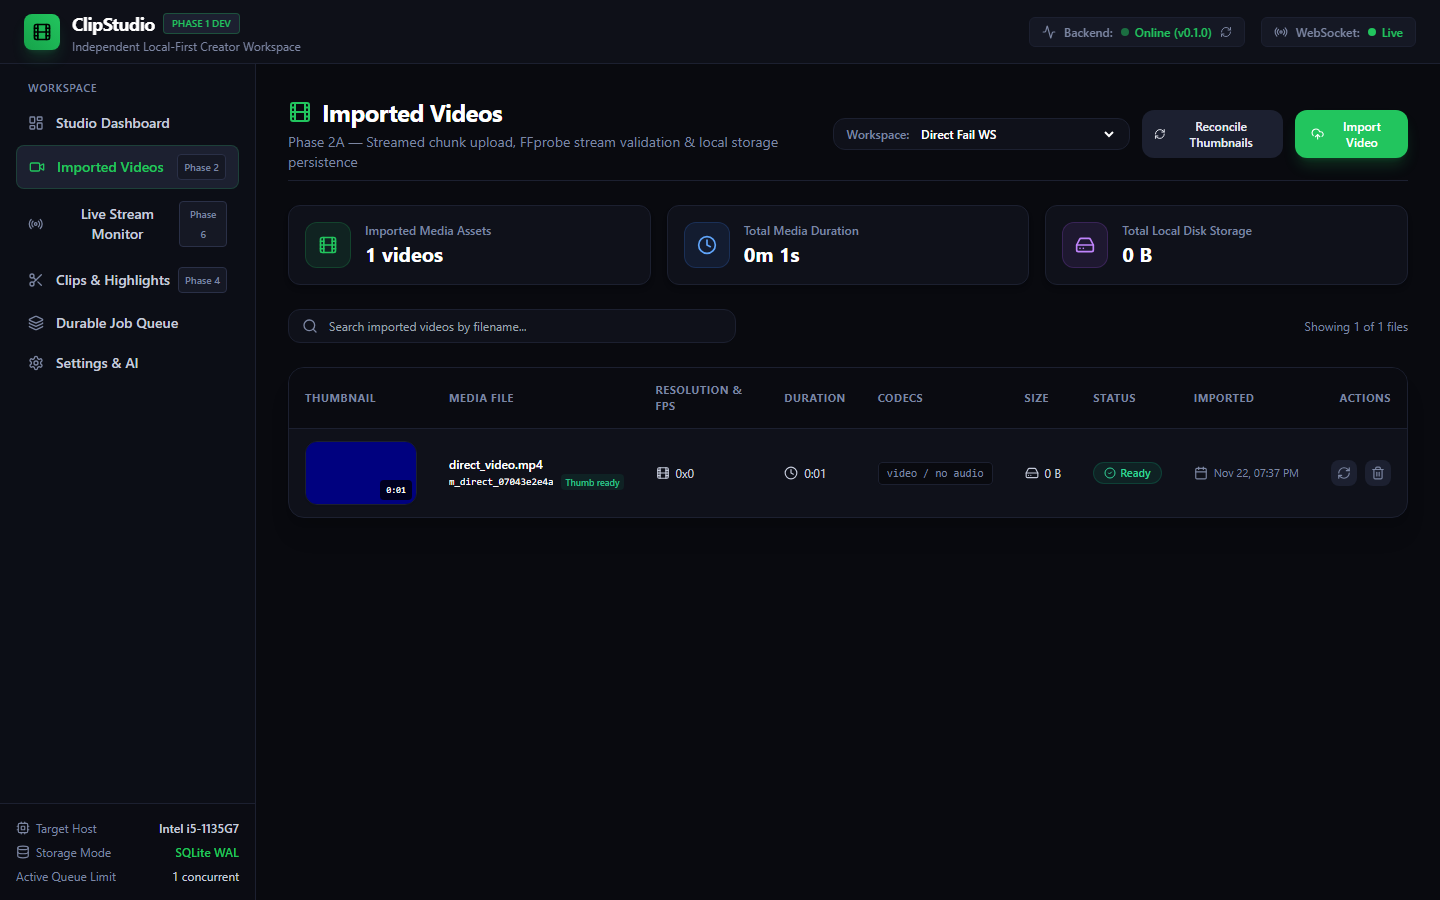 ClipStudio
PHASE 1 DEV
Independent Local-First Creator Workspace
Backend:
Online (v0.1.0)
WebSocket:
Live
WORKSPACE
Studio Dashboard
Imported Videos
Phase 2
Live Stream
Monitor
Phase
6
Clips & Highlights
Phase 4
Durable Job Queue
Settings & AI
Target Host
Intel i5-1135G7
Storage Mode
SQLite WAL
Active Queue Limit
1 concurrent
Imported Videos
Phase 2A — Streamed chunk upload, FFprobe stream validation & local storage
persistence
Workspace:
Direct Fail WS
Reconcile
Thumbnails
Import
Video
Imported Media Assets
1 videos
Total Media Duration
0m 1s
Total Local Disk Storage
0 B
Search imported videos by filename...
Showing 1 of 1 files
THUMBNAIL
MEDIA FILE
RESOLUTION &
FPS
DURATION
CODECS
SIZE
STATUS
IMPORTED
ACTIONS
0:01
direct_video.mp4
m_direct_07043e2e4a
Thumb ready
0x0
0:01
video / no audio
0 B
Ready
Nov 22, 07:37 PM